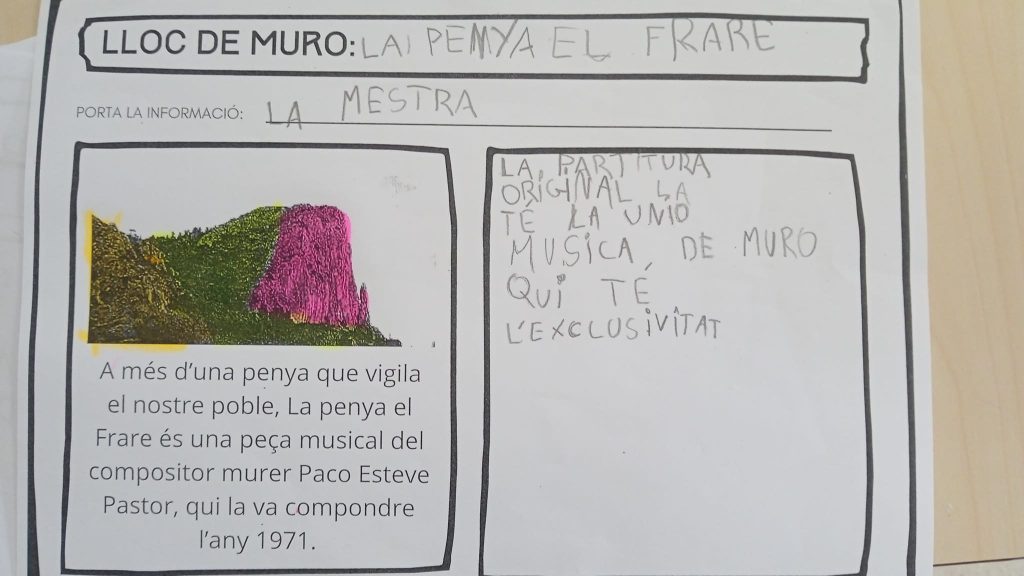 LLOC DE MURO: LA PENYA EL FRARE
PORTA LA INFORMACIÓ: LA MESTRA
A més d'una penya que vigila
el nostre poble, La penya el
Frare és una peça musical del
compositor murer Paco Esteve
Pastor, qui la va compondre
l'any 1971.
LA PARTITURA
ORIGINAL LA
TÉ LA UNIÓ
MUSICA DE MURO
QUI TÉ
L'EXCLUSIVITAT